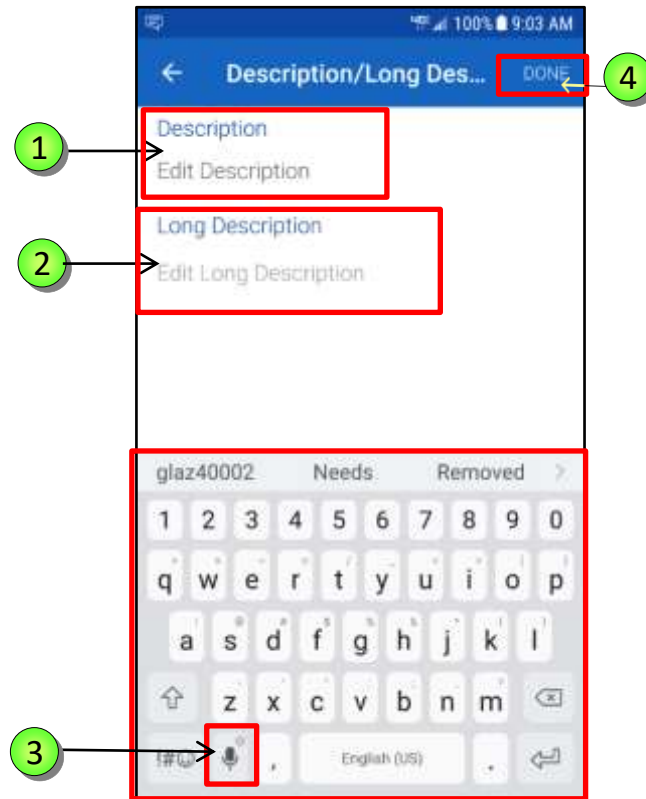 100% 9:03 AM
Description/Long Des... DONE
4
Description
1
Edit Description
Long Description
2
Edit Long Description
glaz40002 Needs Removed
1 2 3 4 5 6 7 8 9 0
q w e r t y u i o p
a s d f g h j k l
z x c v b n m
3
!#☺ , English (US) .